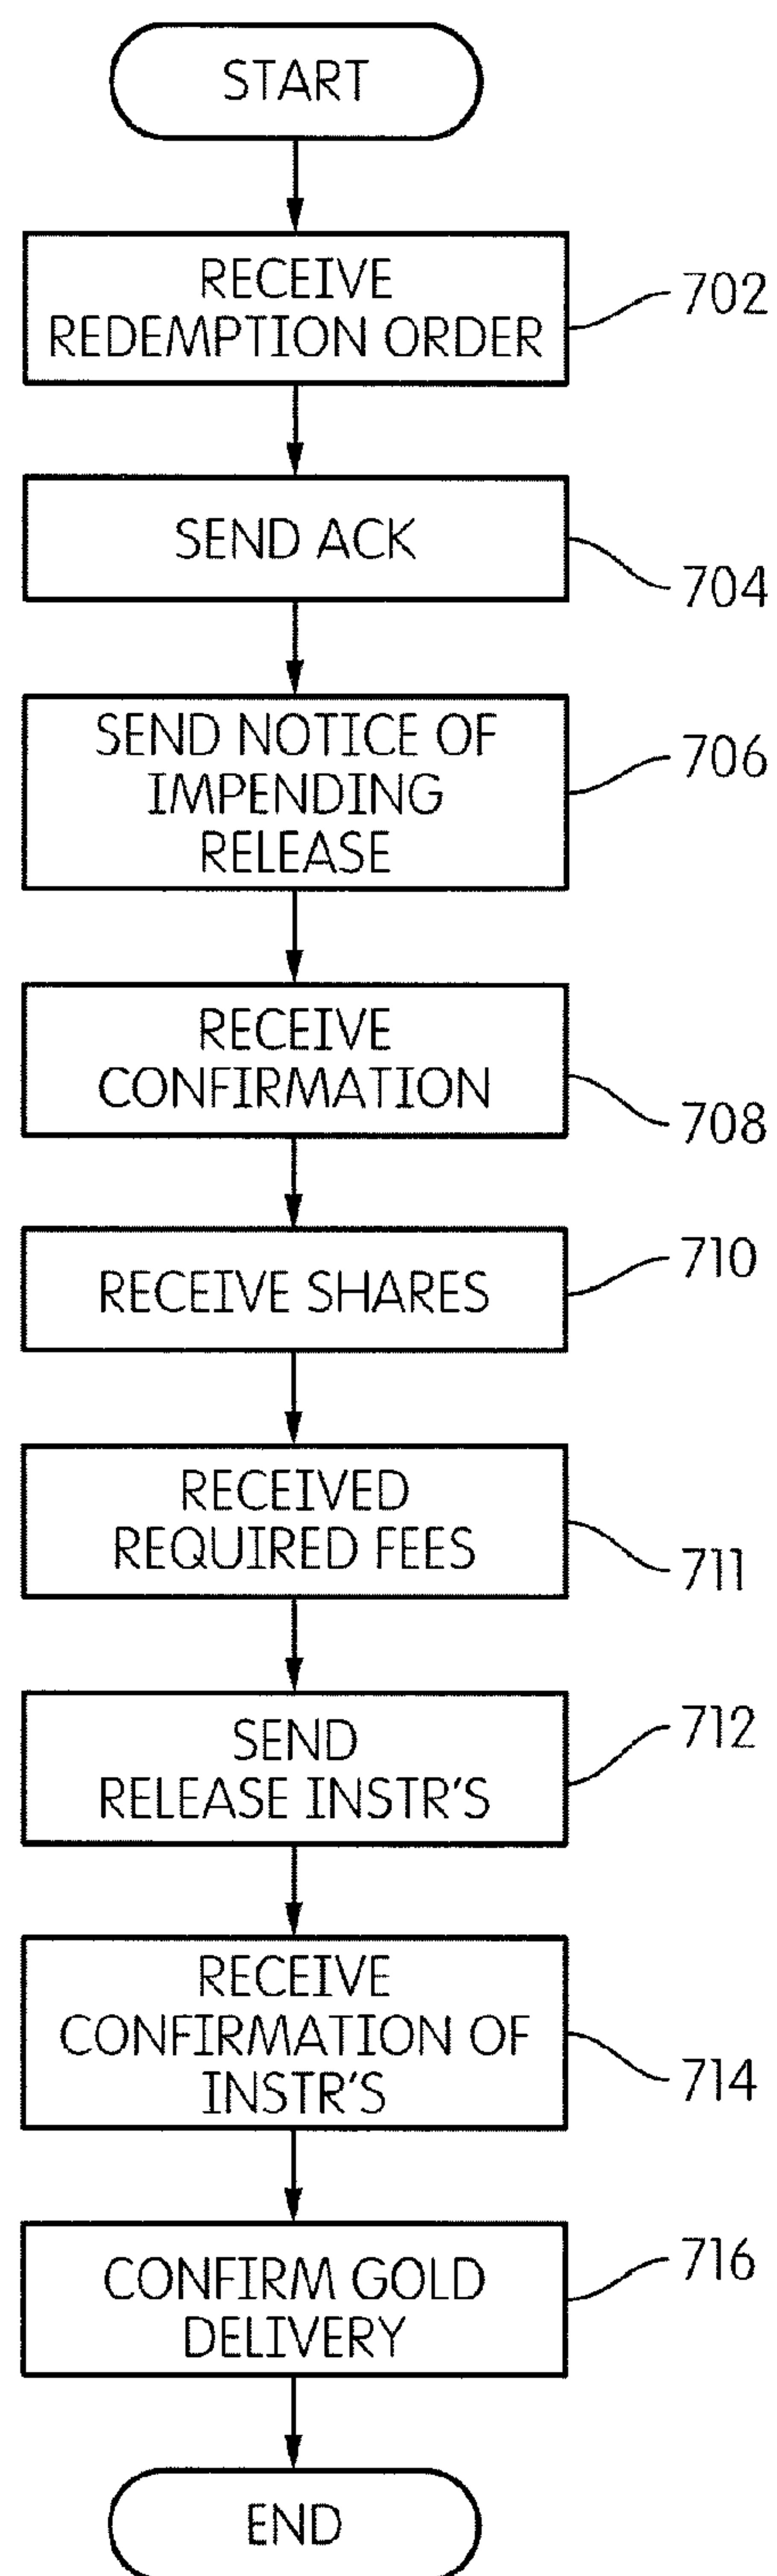 START
RECEIVE
REDEMPTION ORDER
702
SEND ACK
704
SEND NOTICE OF
IMPENDING
RELEASE
706
RECEIVE
CONFIRMATION
708
RECEIVE SHARES
710
RECEIVED
REQUIRED FEES
711
SEND
RELEASE INSTR'S
712
RECEIVE
CONFIRMATION OF
INSTR'S
714
CONFIRM GOLD
DELIVERY
716
END